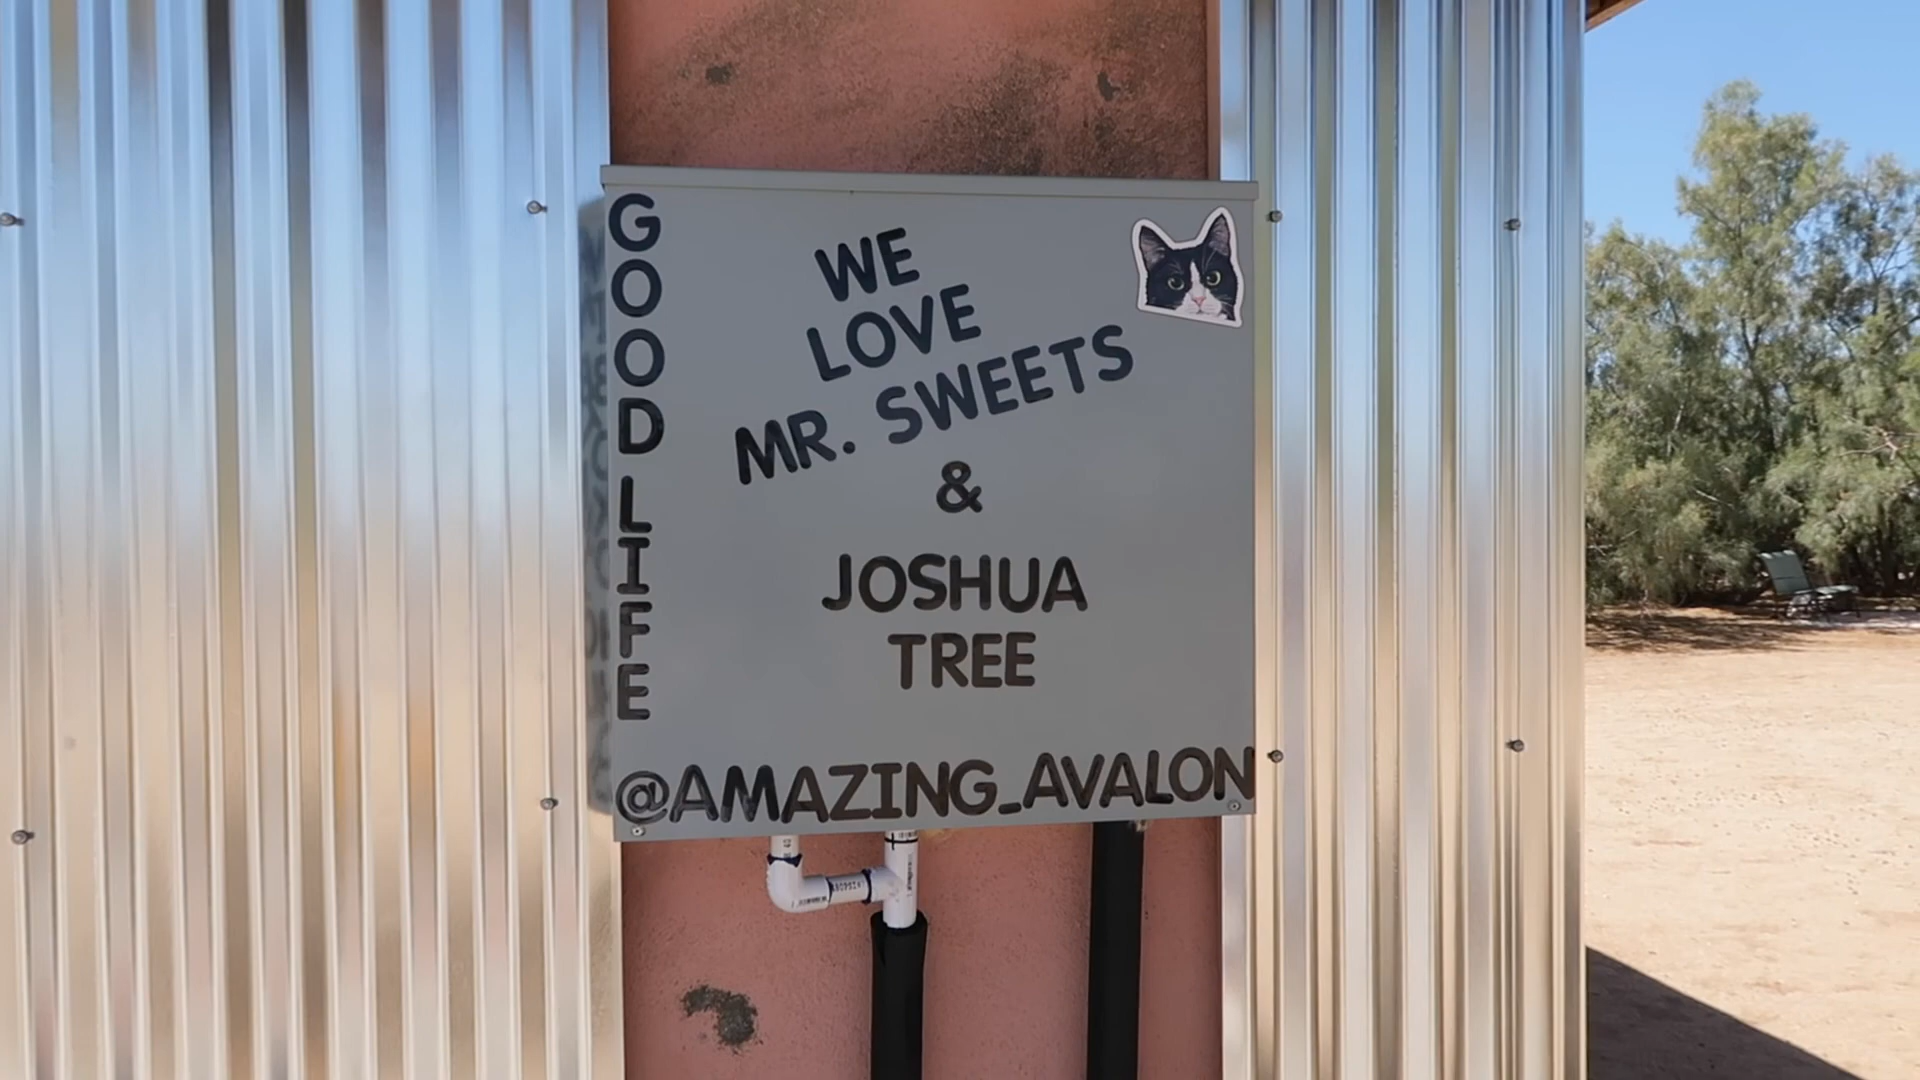 GOOD LIFE
WE
LOVE
MR. SWEETS
&
JOSHUA
TREE
@AMAZING_AVALON